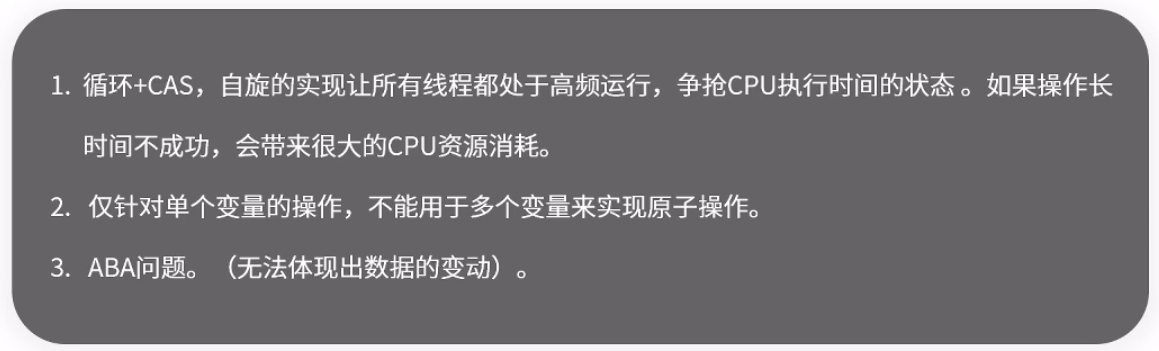 1. 循环+CAS，自旋的实现让所有线程都处于高频运行，争抢CPU执行时间的状态 。如果操作长
时间不成功，会带来很大的CPU资源消耗。
2. 仅针对单个变量的操作，不能用于多个变量来实现原子操作。
3. ABA问题。（无法体现出数据的变动）。